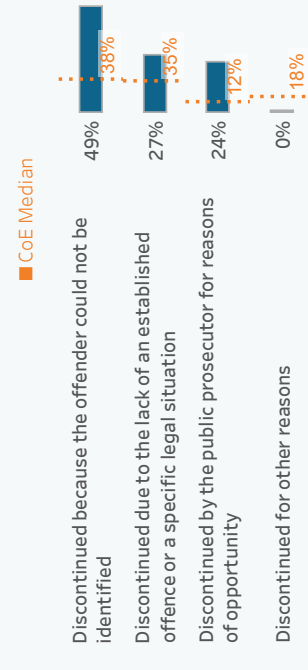 CoE Median
Discontinued because the offender could not be
identified
49%
38%
Discontinued due to the lack of an established
offence or a specific legal situation
27%
35%
Discontinued by the public prosecutor for reasons
of opportunity
24%
12%
Discontinued for other reasons
0%
18%